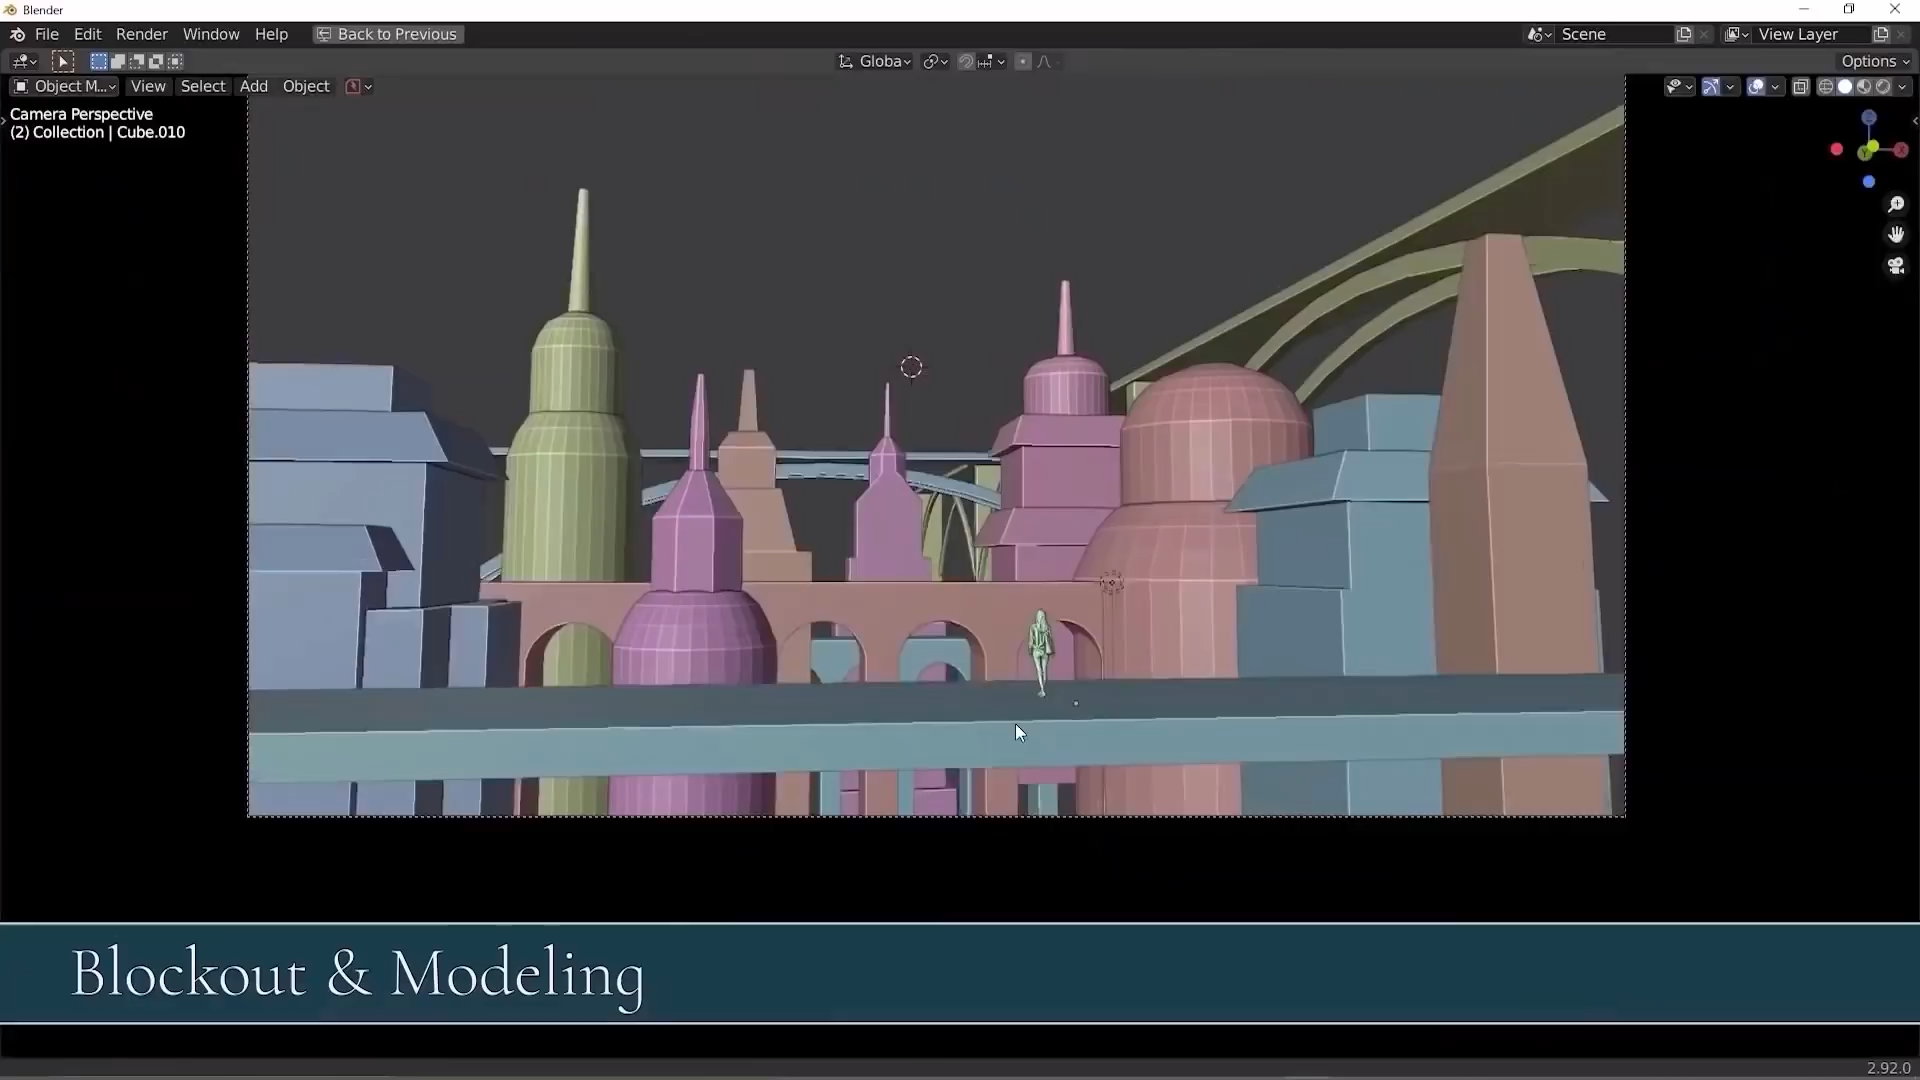 Blender
File Edit Render Window Help Back to Previous Scene View Layer
Globa Options
Object M... View Select Add Object
Camera Perspective
(2) Collection | Cube.010
Blockout & Modeling
2.92.0